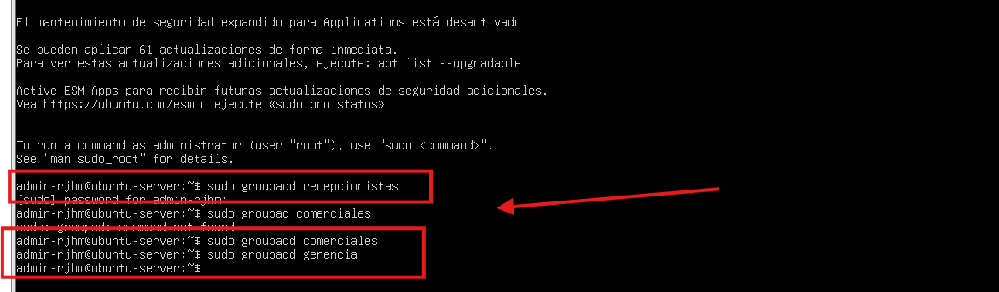 El mantenimiento de seguridad expandido para Applications está desactivado
Se pueden aplicar 61 actualizaciones de forma inmediata.
Para ver estas actualizaciones adicionales, ejecute: apt list --upgradable
Active ESM Apps para recibir futuras actualizaciones de seguridad adicionales.
Vea https://ubuntu.com/esm o ejecute «sudo pro status»
To run a command as administrator (user "root"), use "sudo <command>".
See "man sudo_root" for details.
admin-rjhm@ubuntu-server:~$ sudo groupadd recepcionistas
[sudo] password for admin-rjhm:
admin-rjhm@ubuntu-server:~$ sudo groupad comerciales
sudo: groupad: command not found
admin-rjhm@ubuntu-server:~$ sudo groupadd comerciales
admin-rjhm@ubuntu-server:~$ sudo groupadd gerencia
admin-rjhm@ubuntu-server:~$